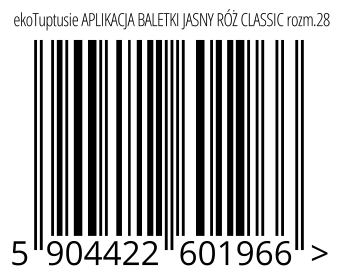 ekoTuptusie APLIKACJA BALETKI JASNY RÓŻ CLASSIC rozm.28
5 904422 601966 >